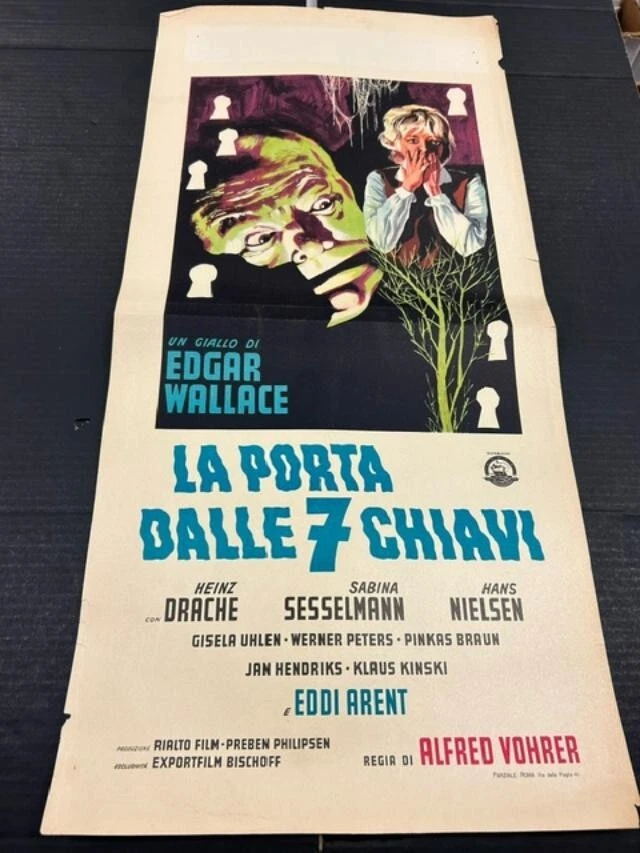 UN GIALLO DI
EDGAR
WALLACE
LA PORTA
DALLE 7 CHIAVI
CON HEINZ DRACHE SABINA SESSELMANN HANS NIELSEN
GISELA UHLEN · WERNER PETERS · PINKAS BRAUN
JAN HENDRIKS · KLAUS KINSKI
E EDDI ARENT
PRODUZIONE RIALTO FILM - PREBEN PHILIPSEN
ESCLUSIVITÀ EXPORTFILM BISCHOFF
REGIA DI ALFRED VOHRER